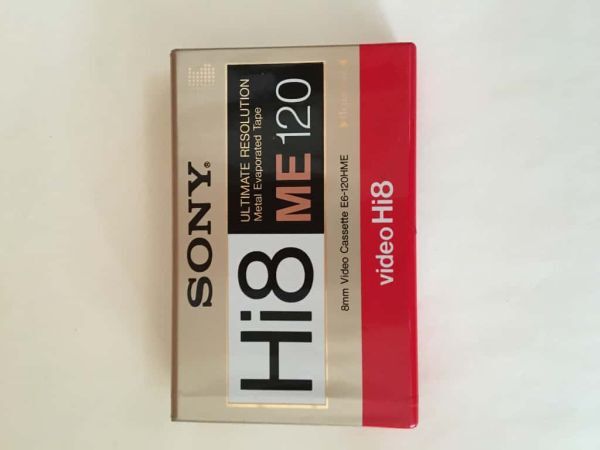 SONY®
Hi8
ULTIMATE RESOLUTION
Metal Evaporated Tape
ME 120
8mm Video Cassette E6-120HME
video Hi8